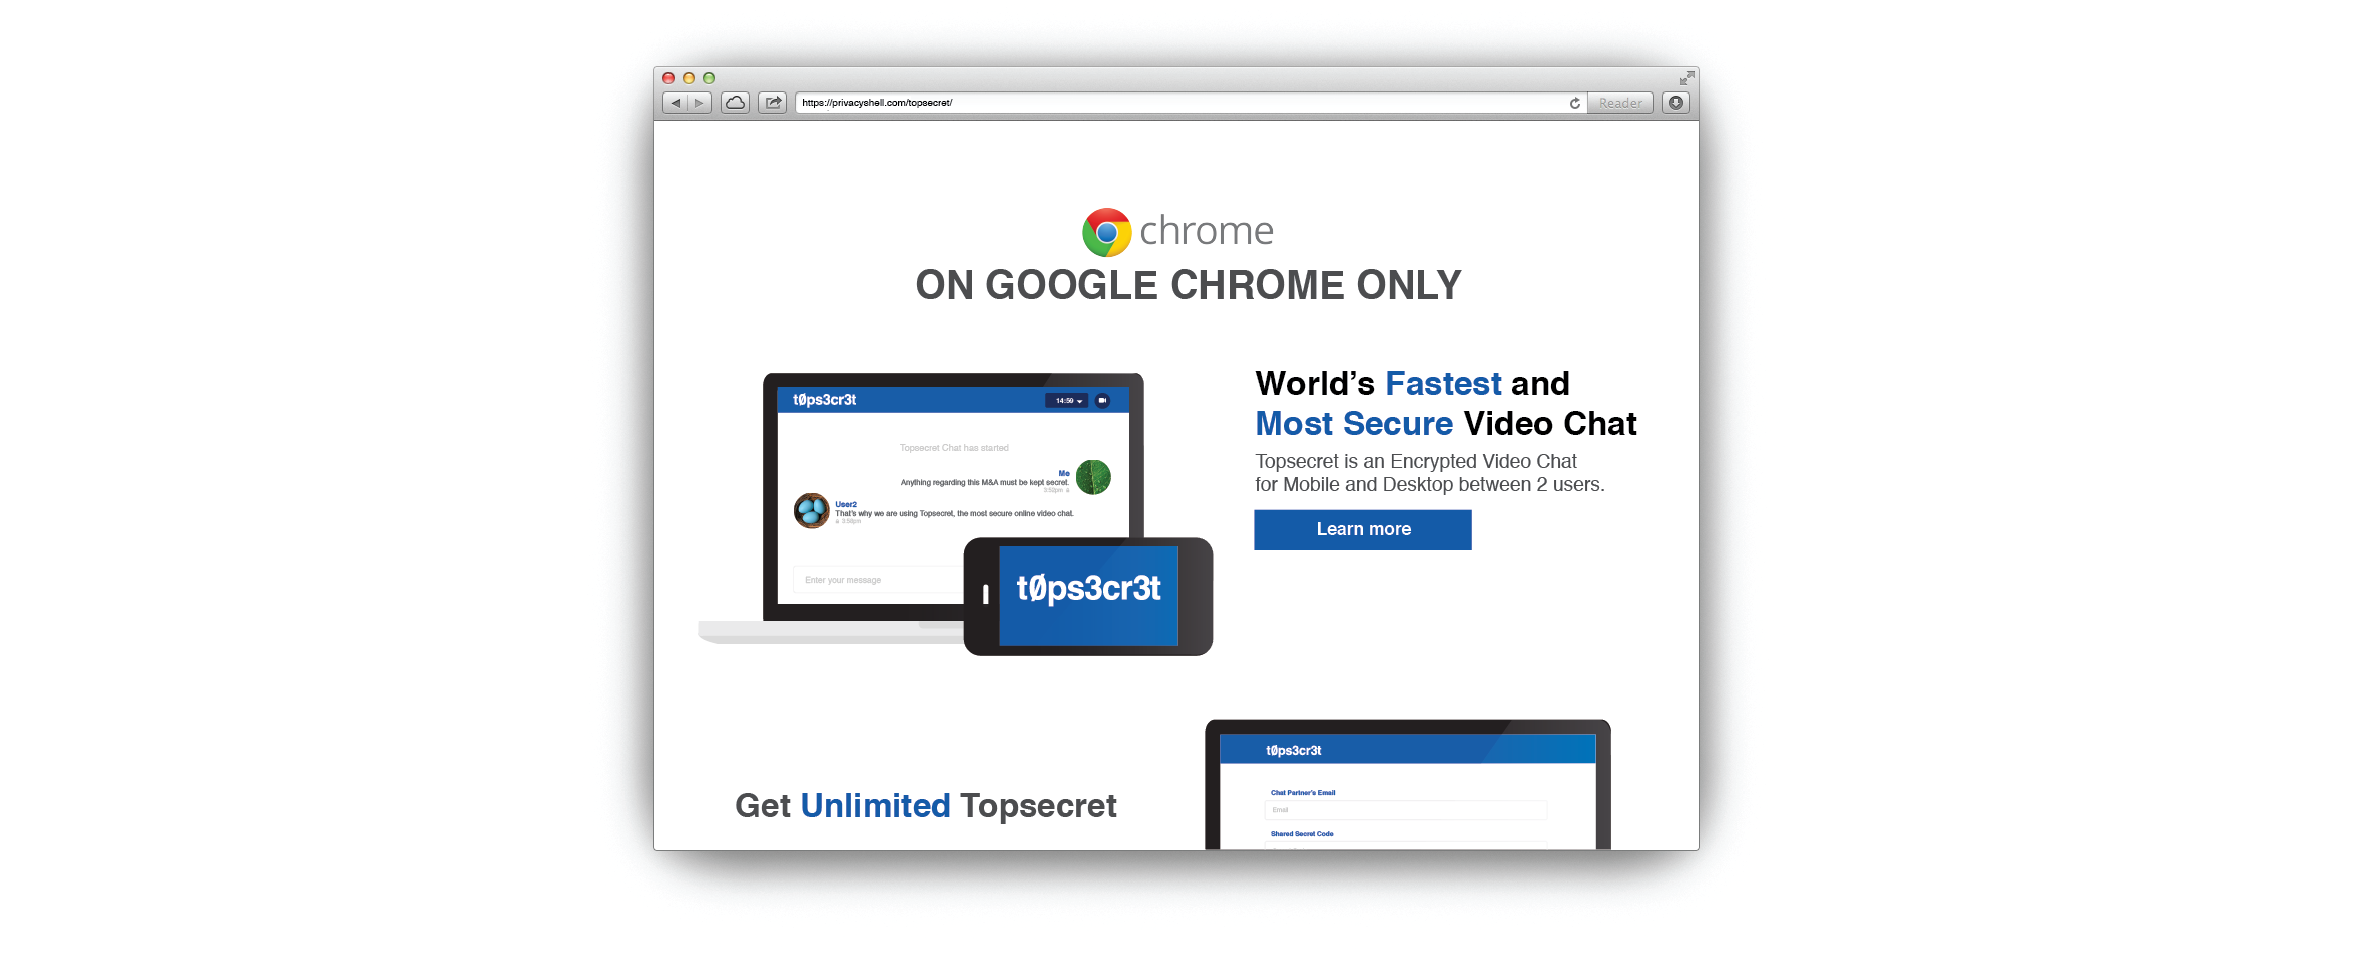 https://privacyshell.com/topsecret/
Reader
chrome
ON GOOGLE CHROME ONLY
tØps3cr3t
14:59
Topsecret Chat has started
Me
Anything regarding this M&A must be kept secret.
3:53pm
User2
That's why we are using Topsecret, the most secure online video chat.
3:56pm
Enter your message
tØps3cr3t
World's Fastest and
Most Secure Video Chat
Topsecret is an Encrypted Video Chat
for Mobile and Desktop between 2 users.
Learn more
Get Unlimited Topsecret
tØps3cr3t
Chat Partner's Email
Email
Shared Secret Code